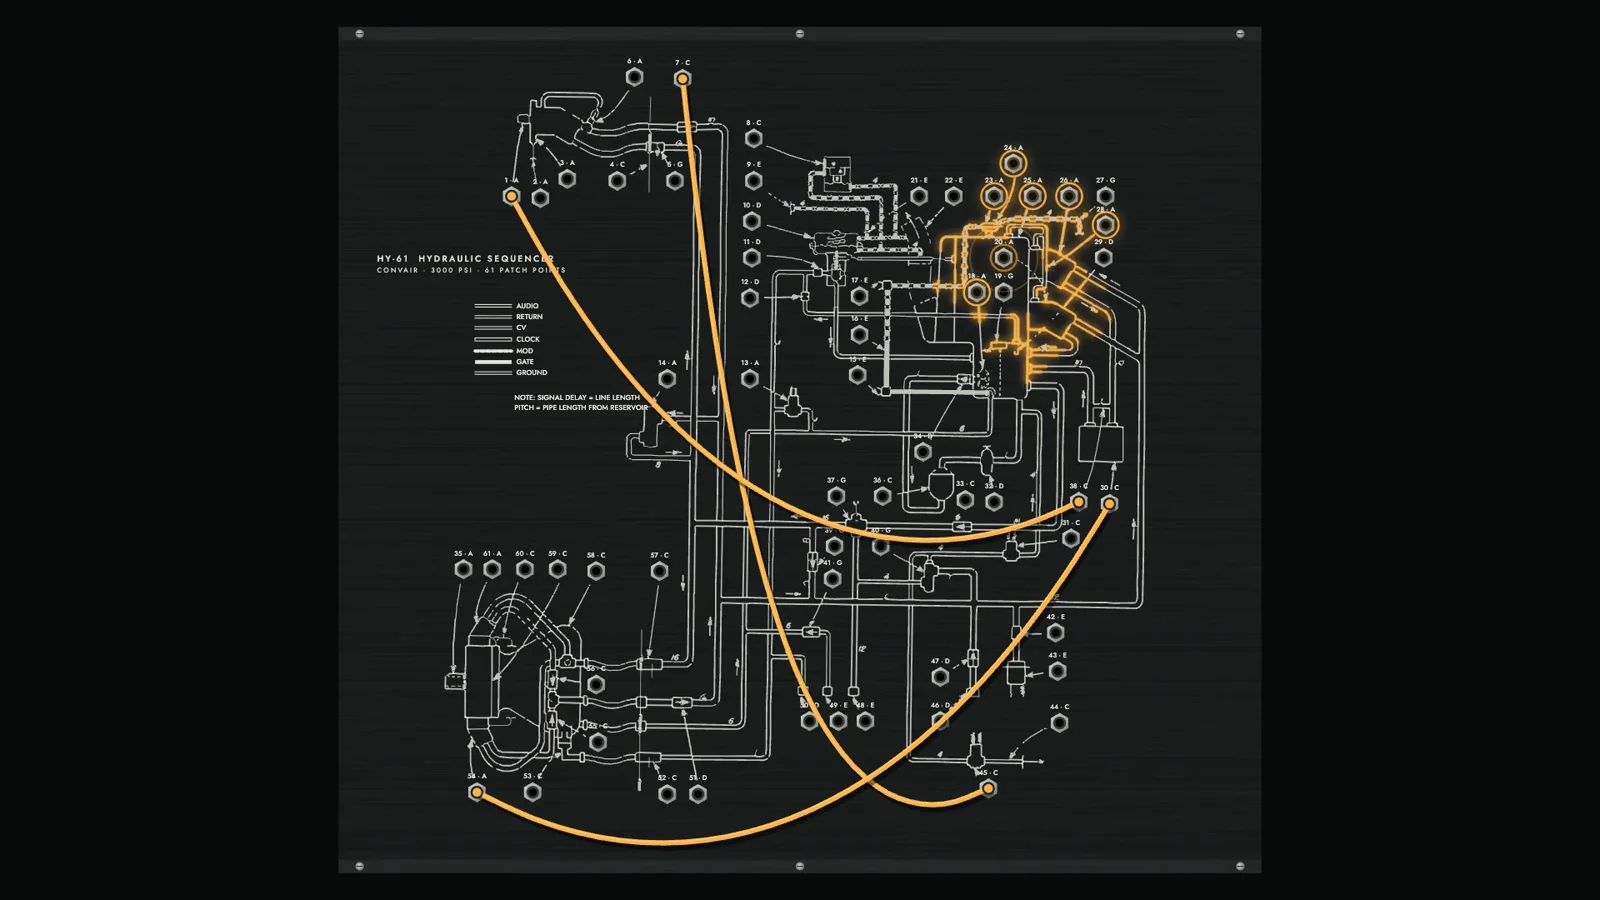 6 · A
7 · C
8 · C
24 · A
3 · A
4 · C
5 · G
9 · E
1 · A
2 · A
21 · E
22 · E
23 · A
25 · A
26 · A
27 · G
10 · D
28 · A
11 · D
20 · A
29 · D
HY-61 HYDRAULIC SEQUENCER
CONVAIR · 3000 PSI · 61 PATCH POINTS
12 · D
17 · E
18 · A
19 · G
AUDIO
RETURN
16 · E
CV
CLOCK
MOD
GATE
GROUND
14 · A
13 · A
15 · E
NOTE: SIGNAL DELAY = LINE LENGTH
PITCH = PIPE LENGTH FROM RESERVOIR
37 · G
36 · C
33 · C
32 · D
38 · C
30 · C
31 · C
41 · G
35 · A
61 · A
60 · C
59 · C
58 · C
57 · C
42 · E
47 · D
43 · E
49 · E
48 · E
46 · D
44 · C
54 · A
53 · C
52 · C
51 · D
45 · C